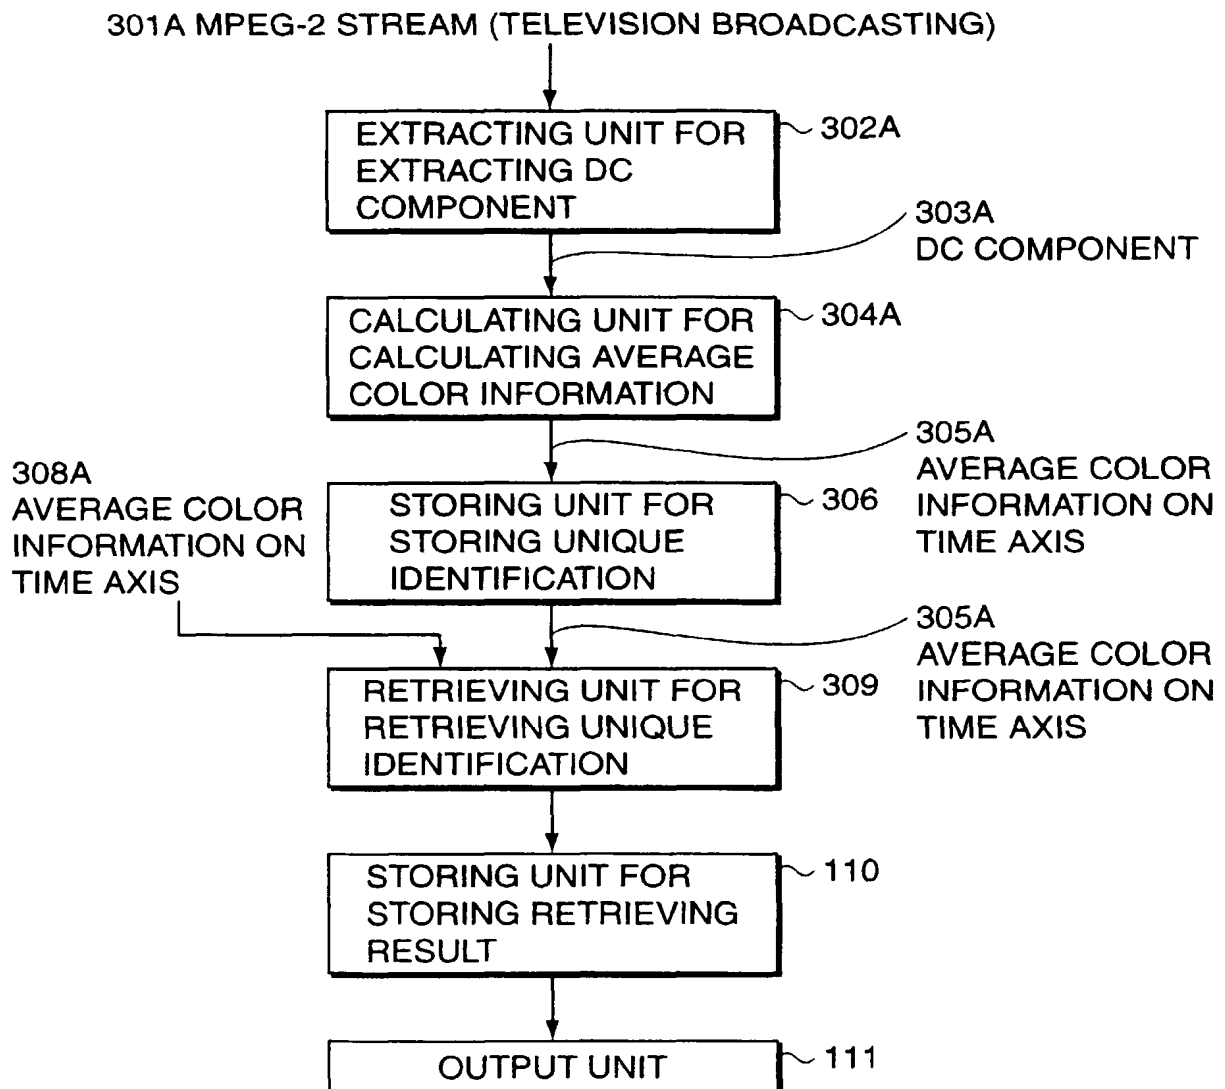 301A MPEG-2 STREAM (TELEVISION BROADCASTING)
EXTRACTING UNIT FOR
EXTRACTING DC
COMPONENT
302A
303A
DC COMPONENT
CALCULATING UNIT FOR
CALCULATING AVERAGE
COLOR INFORMATION
304A
305A
AVERAGE COLOR
INFORMATION ON
TIME AXIS
308A
AVERAGE COLOR
INFORMATION ON
TIME AXIS
STORING UNIT FOR
STORING UNIQUE
IDENTIFICATION
306
305A
AVERAGE COLOR
INFORMATION ON
TIME AXIS
RETRIEVING UNIT FOR
RETRIEVING UNIQUE
IDENTIFICATION
309
STORING UNIT FOR
STORING RETRIEVING
RESULT
110
OUTPUT UNIT
111